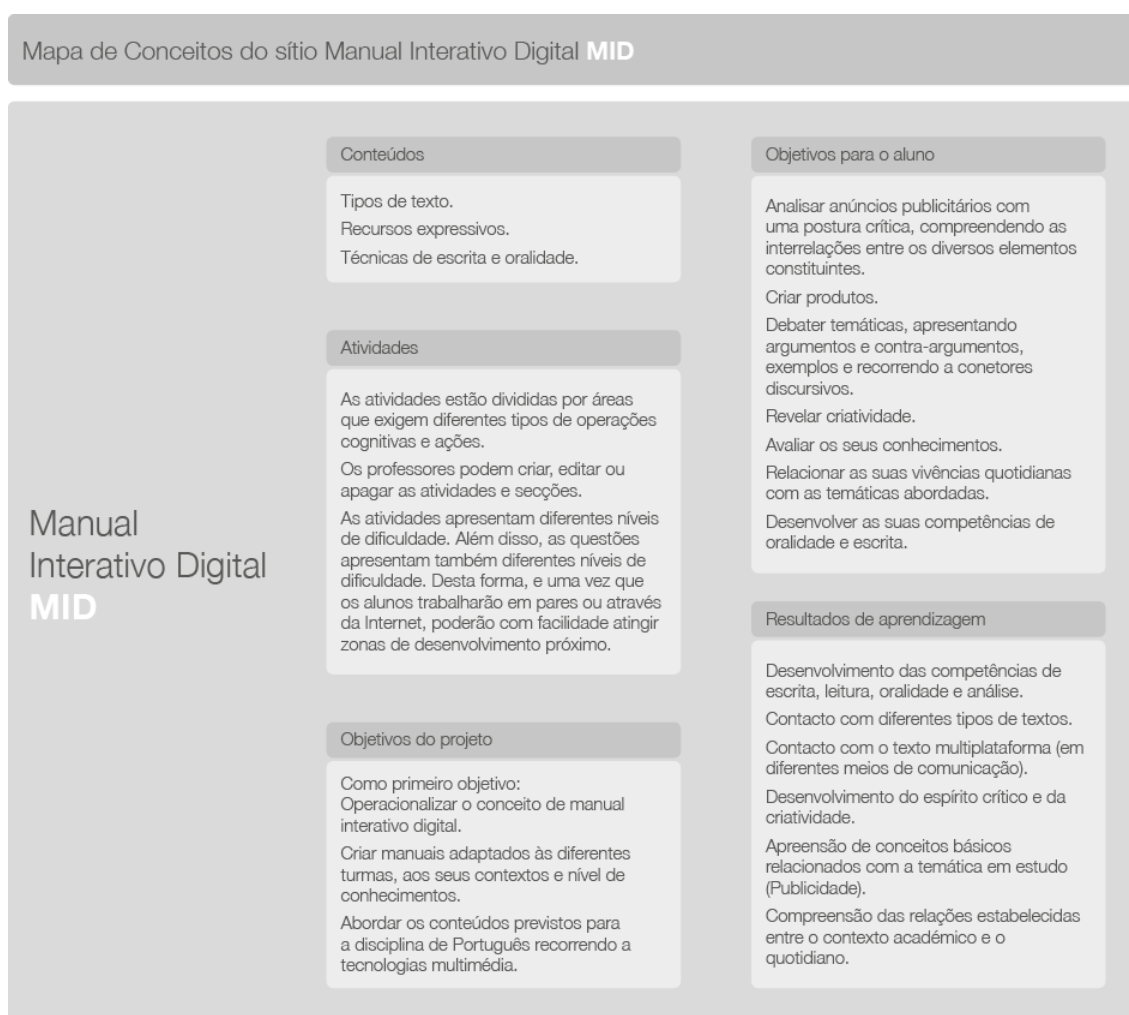 Mapa de Conceitos do sítio Manual Interativo Digital MID
Manual
Interativo Digital
MID
Conteúdos
Tipos de texto.
Recursos expressivos.
Técnicas de escrita e oralidade.
Atividades
As atividades estão divididas por áreas
que exigem diferentes tipos de operações
cognitivas e ações.
Os professores podem criar, editar ou
apagar as atividades e secções.
As atividades apresentam diferentes níveis
de dificuldade. Além disso, as questões
apresentam também diferentes níveis de
dificuldade. Desta forma, e uma vez que
os alunos trabalharão em pares ou através
da Internet, poderão com facilidade atingir
zonas de desenvolvimento próximo.
Objetivos do projeto
Como primeiro objetivo:
Operacionalizar o conceito de manual
interativo digital.
Criar manuais adaptados às diferentes
turmas, aos seus contextos e nível de
conhecimentos.
Abordar os conteúdos previstos para
a disciplina de Português recorrendo a
tecnologias multimédia.
Objetivos para o aluno
Analisar anúncios publicitários com
uma postura crítica, compreendendo as
interrelações entre os diversos elementos
constituintes.
Criar produtos.
Debater temáticas, apresentando
argumentos e contra-argumentos,
exemplos e recorrendo a conetores
discursivos.
Revelar criatividade.
Avaliar os seus conhecimentos.
Relacionar as suas vivências quotidianas
com as temáticas abordadas.
Desenvolver as suas competências de
oralidade e escrita.
Resultados de aprendizagem
Desenvolvimento das competências de
escrita, leitura, oralidade e análise.
Contacto com diferentes tipos de textos.
Contacto com o texto multiplataforma (em
diferentes meios de comunicação).
Desenvolvimento do espírito crítico e da
criatividade.
Apreensão de conceitos básicos
relacionados com a temática em estudo
(Publicidade).
Compreensão das relações estabelecidas
entre o contexto académico e o
quotidiano.